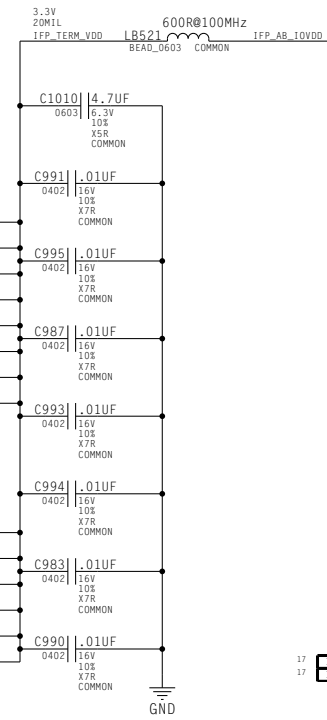 3.3V
20MIL
600R@100MHz
IFP_TERM_VDD LB521 IFP_AB_IOVDD
BEAD_0603 COMMON
C1010 4.7UF
0603 6.3V
10%
X5R
COMMON
C991 .01UF
0402 16V
10%
X7R
COMMON
C995 .01UF
0402 16V
10%
X7R
COMMON
C987 .01UF
0402 16V
10%
X7R
COMMON
C993 .01UF
0402 16V
10%
X7R
COMMON
C994 .01UF
0402 16V
10%
X7R
COMMON
C983 .01UF
0402 16V
10%
X7R
COMMON
C990 .01UF
0402 16V
10%
X7R
COMMON
17
17
GND